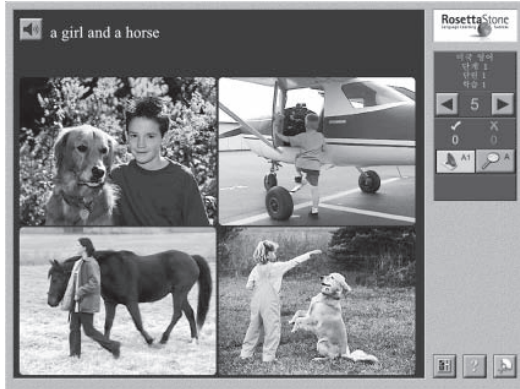 a girl and a horse
RosettaStone
Language Learning
미국 영어
단계 1
단원 1
학습 1
5
✓ X
0 0
A1 A
?